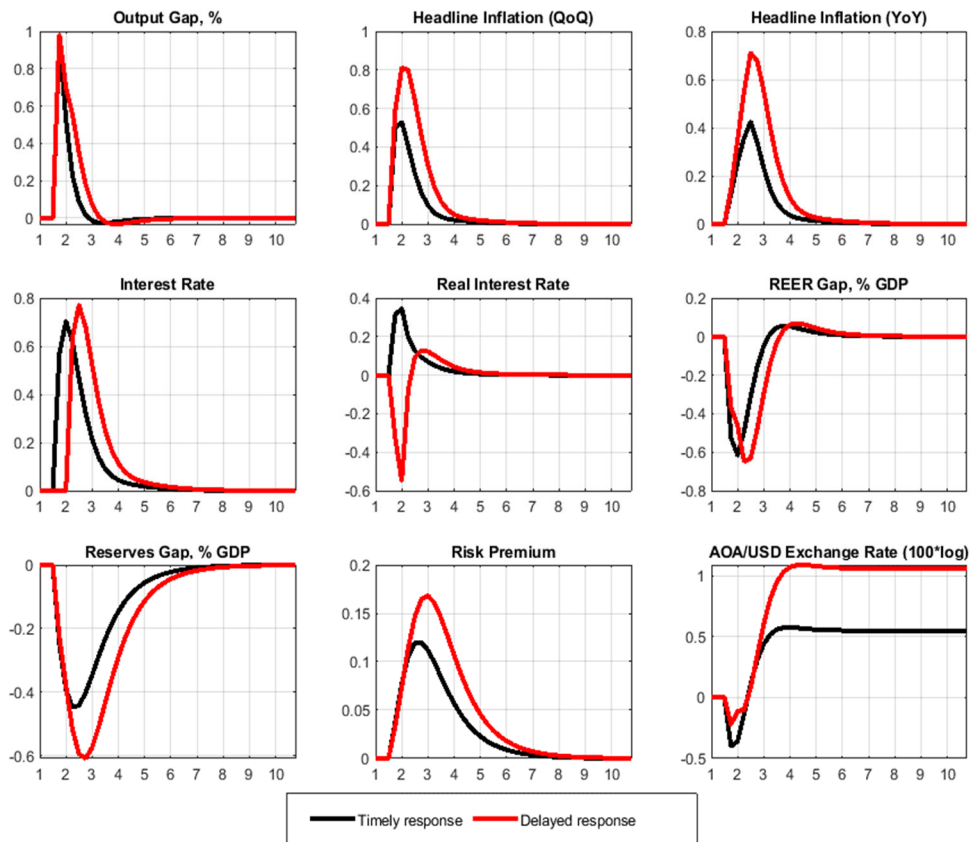 Output Gap, %
Headline Inflation (QoQ)
Headline Inflation (YoY)
1
0.8
0.6
0.4
0.2
0
1 2 3 4 5 6 7 8 9 10
1
0.8
0.6
0.4
0.2
0
1 2 3 4 5 6 7 8 9 10
0.8
0.6
0.4
0.2
0
1 2 3 4 5 6 7 8 9 10
Interest Rate
Real Interest Rate
REER Gap, % GDP
0.8
0.6
0.4
0.2
0
1 2 3 4 5 6 7 8 9 10
0.4
0.2
0
-0.2
-0.4
-0.6
1 2 3 4 5 6 7 8 9 10
0.2
0
-0.2
-0.4
-0.6
-0.8
1 2 3 4 5 6 7 8 9 10
Reserves Gap, % GDP
Risk Premium
AOA/USD Exchange Rate (100*log)
0
-0.2
-0.4
-0.6
1 2 3 4 5 6 7 8 9 10
0.2
0.15
0.1
0.05
0
1 2 3 4 5 6 7 8 9 10
1
0.5
0
-0.5
1 2 3 4 5 6 7 8 9 10
Timely response
Delayed response